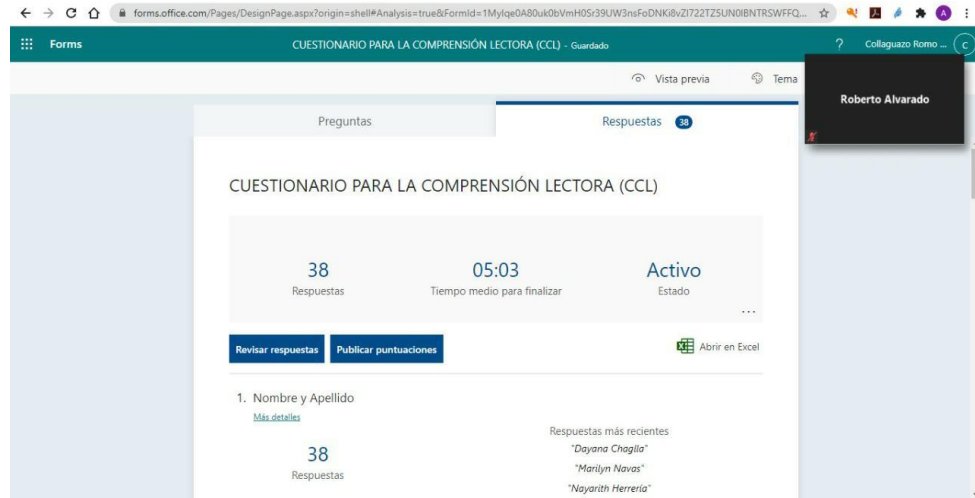 forms.office.com/Pages/DesignPage.aspx?origin=shell#Analysis=true&FormId=1MyIqe0A80uk0bVmH0Sr39UW3nsFoDNKi8vZI722TZ5UN0IBNTRSWFFQ...
A
Forms
CUESTIONARIO PARA LA COMPRENSIÓN LECTORA (CCL) - Guardado
?
Collaguazo Romo ...
C
Vista previa
Tema
Roberto Alvarado
Preguntas
Respuestas 38
CUESTIONARIO PARA LA COMPRENSIÓN LECTORA (CCL)
38
Respuestas
05:03
Tiempo medio para finalizar
Activo
Estado
...
Revisar respuestas
Publicar puntuaciones
Abrir en Excel
1. Nombre y Apellido
Más detalles
38
Respuestas
Respuestas más recientes
"Dayana Chaglla"
"Marilyn Navas"
"Nayarith Herrería"